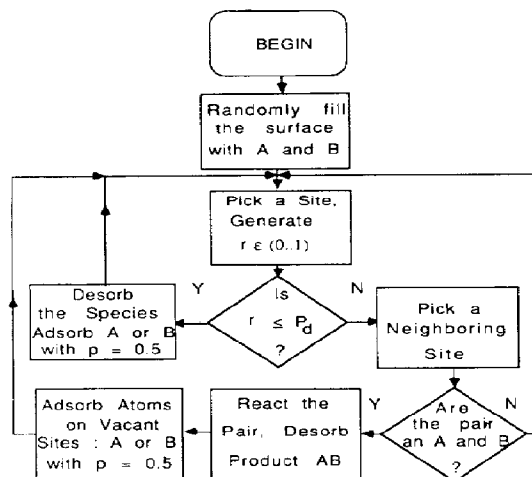 BEGIN
Randomly fill
the surface
with A and B
Pick a Site,
Generate
r ε (0..1)
Y
Is
r ≤ Pd
?
N
Desorb
the Species
Adsorb A or B
with p = 0.5
Pick a
Neighboring
Site
Are
the pair
an A and B
?
Y
N
React the
Pair, Desorb
Product AB
Adsorb Atoms
on Vacant
Sites : A or B
with p = 0.5